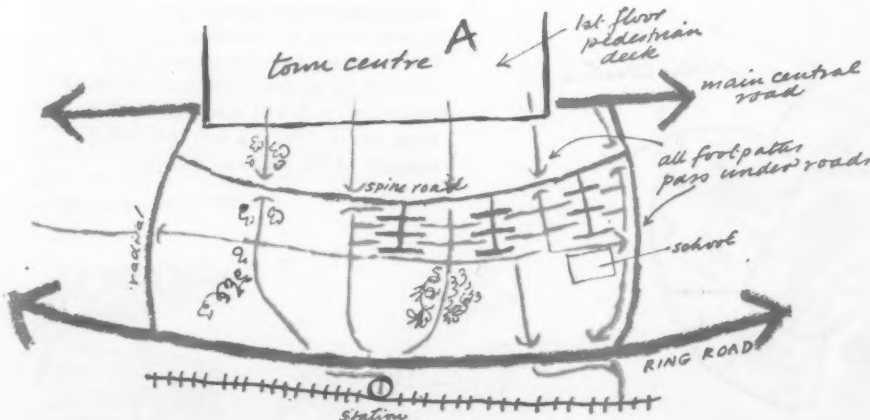 1st floor
pedestrian
deck
town centre A
main central
road
all footpaths
pass under roads
spine road
school
radial
RING ROAD
Station